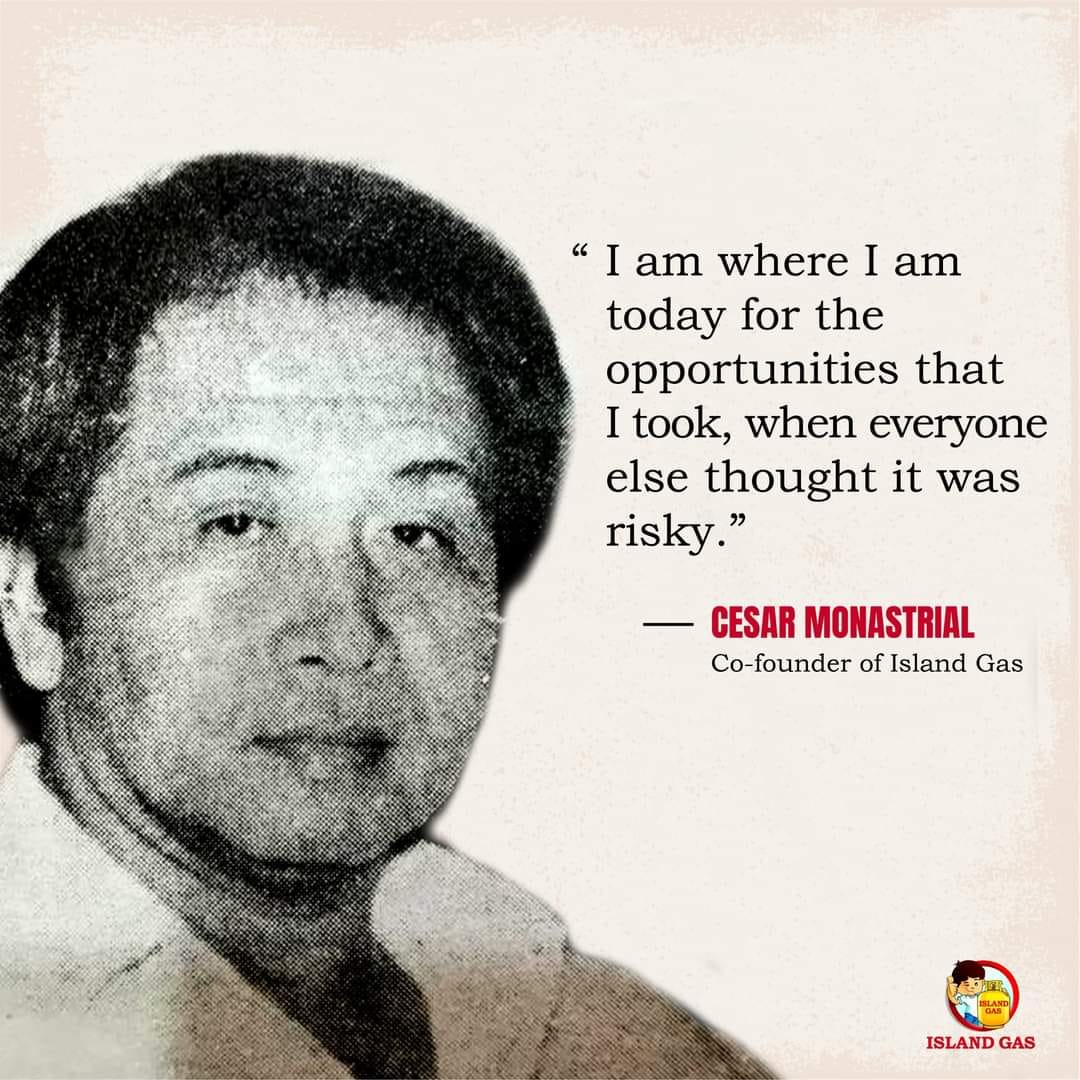 “ I am where I am
today for the
opportunities that
I took, when everyone
else thought it was
risky.”
— CESAR MONASTRIAL
Co-founder of Island Gas
ISLAND
GAS
ISLAND GAS